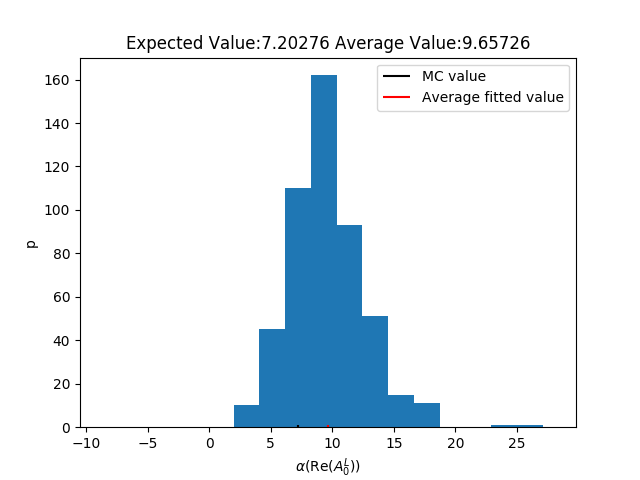 Expected Value:7.20276 Average Value:9.65726
MC value
Average fitted value
160
140
120
100
80
60
40
20
0
p
−10 −5 0 5 10 15 20 25
α(Re(A₀ᴸ))